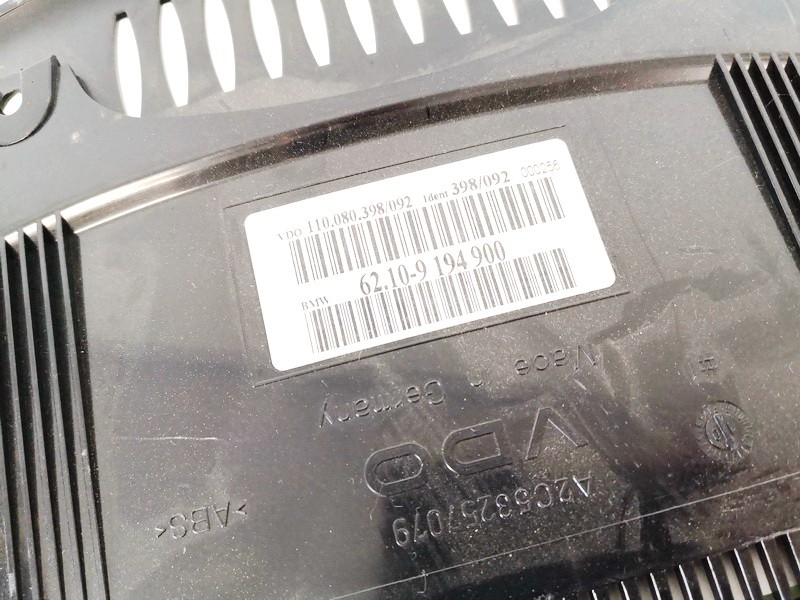 VDO 110.080.398/092 Ident 398/092 000256
BMW 62.10-9 194 900
Made in Germany
VDO
A2C53257079
>ABS<